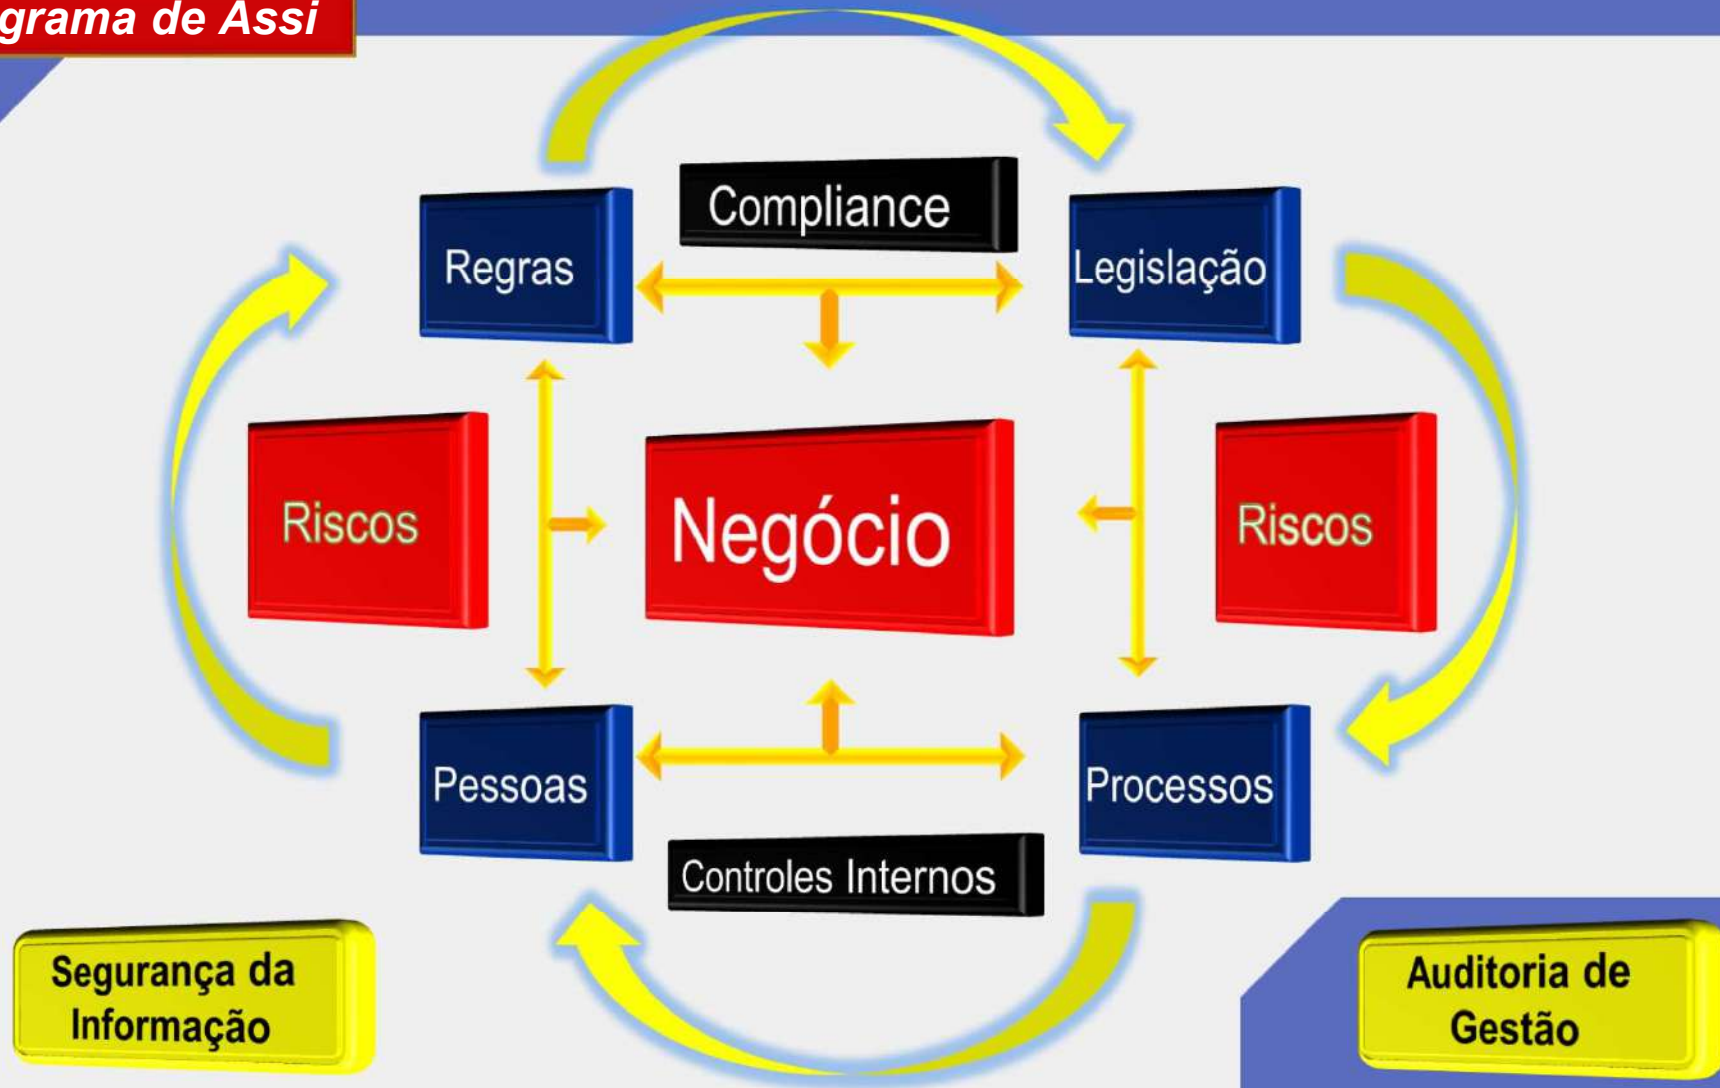 grama de Assi
Compliance
Regras
Legislação
Riscos
Negócio
Riscos
Pessoas
Processos
Controles Internos
Segurança da
Informação
Auditoria de
Gestão